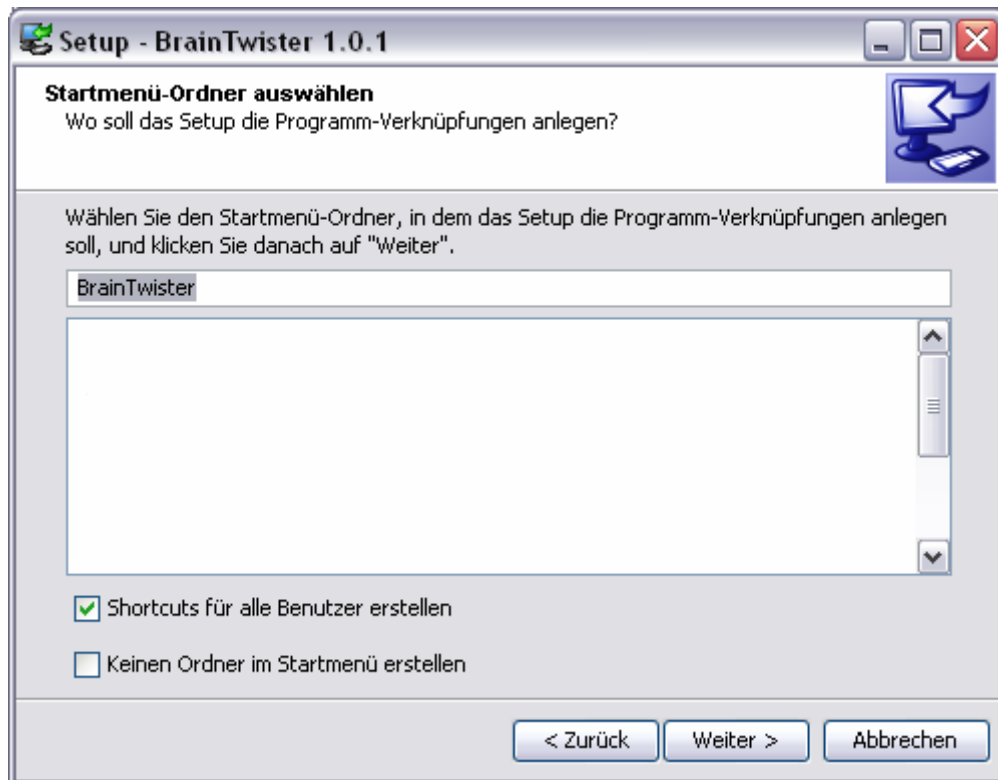 Setup - BrainTwister 1.0.1
Startmenü-Ordner auswählen
Wo soll das Setup die Programm-Verknüpfungen anlegen?
Wählen Sie den Startmenü-Ordner, in dem das Setup die Programm-Verknüpfungen anlegen
soll, und klicken Sie danach auf "Weiter".
BrainTwister
Shortcuts für alle Benutzer erstellen
Keinen Ordner im Startmenü erstellen
< Zurück Weiter > Abbrechen